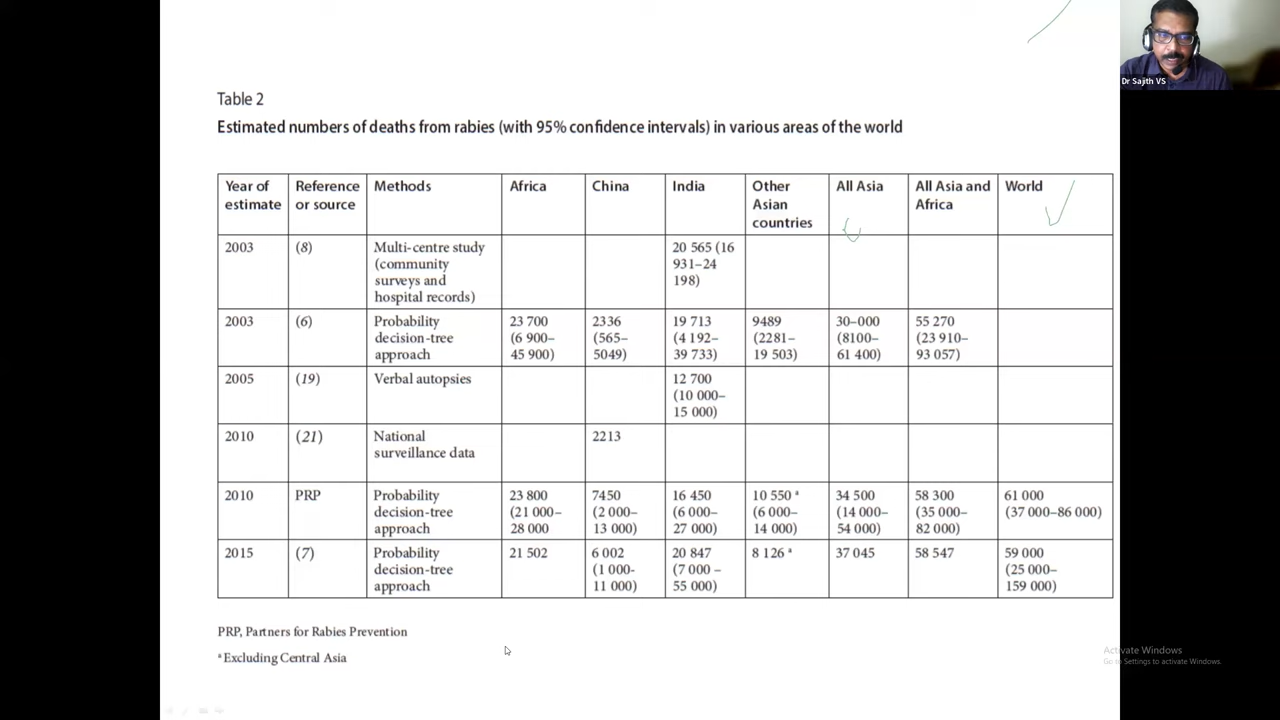 Dr Sajith VS
Table 2
Estimated numbers of deaths from rabies (with 95% confidence intervals) in various areas of the world
Year of estimate Reference or source Methods Africa China India Other Asian countries All Asia All Asia and Africa World
2003 (8) Multi-centre study (community surveys and hospital records) 20 565 (16 931–24 198)
2003 (6) Probability decision-tree approach 23 700 (6 900–45 900) 2336 (565–5049) 19 713 (4 192–39 733) 9489 (2281–19 503) 30–000 (8100–61 400) 55 270 (23 910–93 057)
2005 (19) Verbal autopsies 12 700 (10 000–15 000)
2010 (21) National surveillance data 2213
2010 PRP Probability decision-tree approach 23 800 (21 000–28 000 7450 (2 000–13 000) 16 450 (6 000–27 000) 10 550 a (6 000–14 000) 34 500 (14 000–54 000) 58 300 (35 000–82 000) 61 000 (37 000–86 000)
2015 (7) Probability decision-tree approach 21 502 6 002 (1 000-11 000) 20 847 (7 000 –55 000) 8 126 a 37 045 58 547 59 000 (25 000–159 000)
PRP, Partners for Rabies Prevention
a Excluding Central Asia
Activate Windows
Go to Settings to activate Windows.